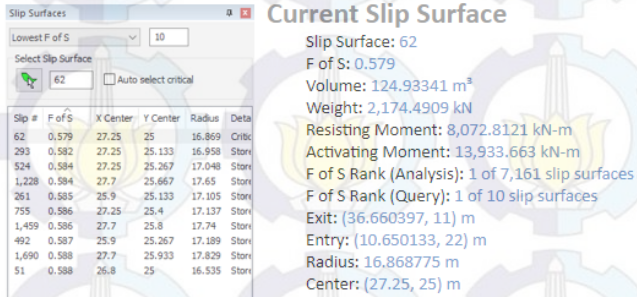 Slip Surfaces
Lowest F of S 10
Select Slip Surface
62 Auto select critical
Slip # F of S X Center Y Center Radius Deta
62 0.579 27.25 25 16.869 Critic
293 0.582 27.25 25.133 16.958 Store
524 0.584 27.25 25.267 17.048 Store
1,228 0.584 27.7 25.667 17.65 Store
261 0.585 25.9 25.133 17.105 Store
755 0.586 27.25 25.4 17.137 Store
1,459 0.586 27.7 25.8 17.74 Store
492 0.587 25.9 25.267 17.189 Store
1,690 0.588 27.7 25.933 17.829 Store
51 0.588 26.8 25 16.535 Store
Current Slip Surface
Slip Surface: 62
F of S: 0.579
Volume: 124.93341 m³
Weight: 2,174.4909 kN
Resisting Moment: 8,072.8121 kN-m
Activating Moment: 13,933.663 kN-m
F of S Rank (Analysis): 1 of 7,161 slip surfaces
F of S Rank (Query): 1 of 10 slip surfaces
Exit: (36.660397, 11) m
Entry: (10.650133, 22) m
Radius: 16.868775 m
Center: (27.25, 25) m